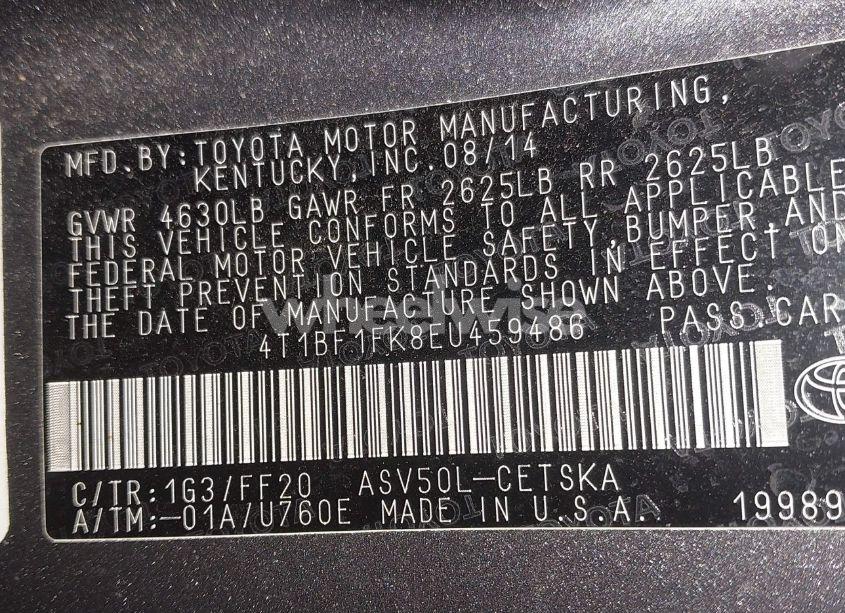 MFD.BY:TOYOTA MOTOR MANUFACTURING,
KENTUCKY,INC. 08/14
GVWR 4630LB GAWR FR 2625LB RR 2625LB
THIS VEHICLE CONFORMS TO ALL APPLICABLE
FEDERAL MOTOR VEHICLE SAFETY,BUMPER,AND
THEFT PREVENTION STANDARDS IN EFFECT ON
THE DATE OF MANUFACTURE SHOWN ABOVE.
wheelwise
4T1BF1FK8EU459486 PASS.CAR
C/TR:1G3/FF20 ASV50L-CETSKA
A/TM:-01A/U760E MADE IN U.S.A. 19989